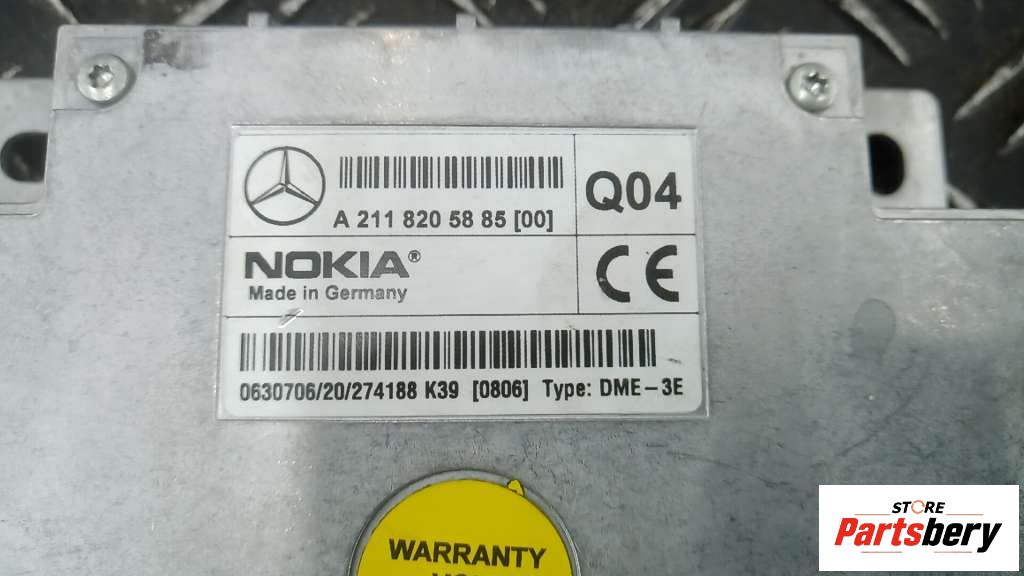 A 211 820 58 85 [00]
Q04
NOKIA®
Made in Germany
CE
0630706/20/274188 K39 [0806] Type: DME-3E
WARRANTY
STORE
Partsbery